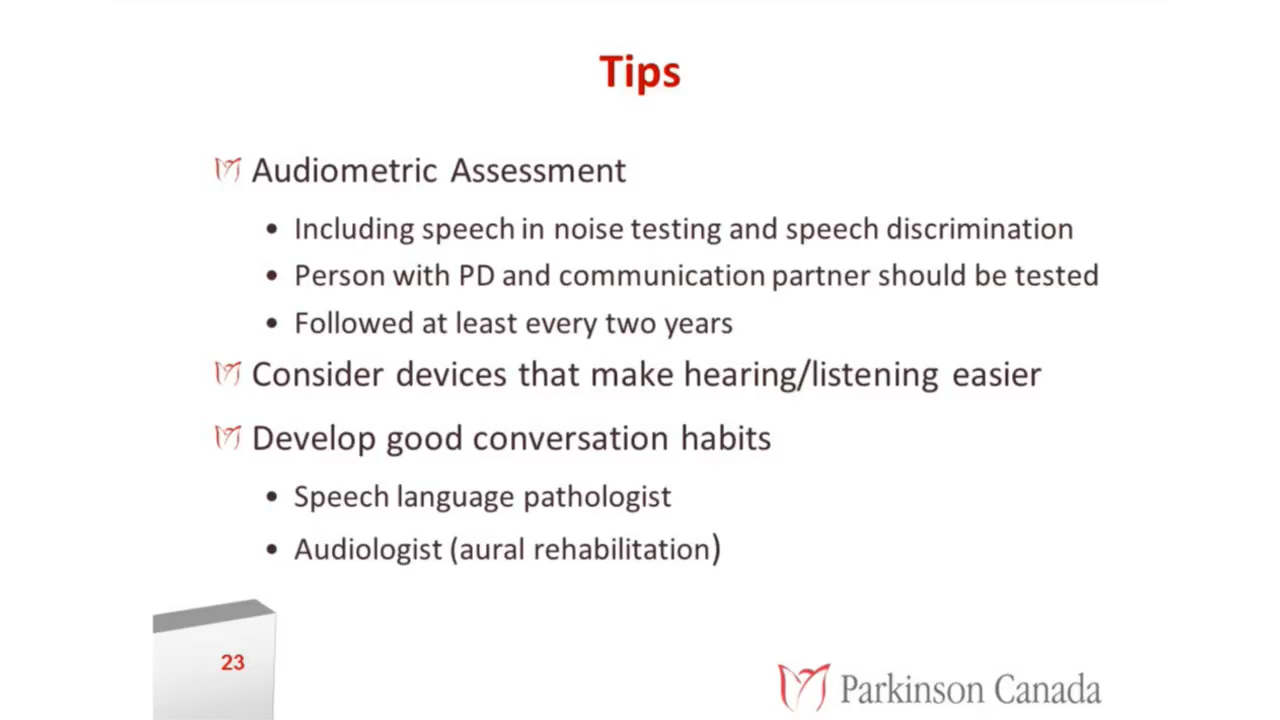 Tips
Audiometric Assessment
• Including speech in noise testing and speech discrimination
• Person with PD and communication partner should be tested
• Followed at least every two years
Consider devices that make hearing/listening easier
Develop good conversation habits
• Speech language pathologist
• Audiologist (aural rehabilitation)
23
Parkinson Canada